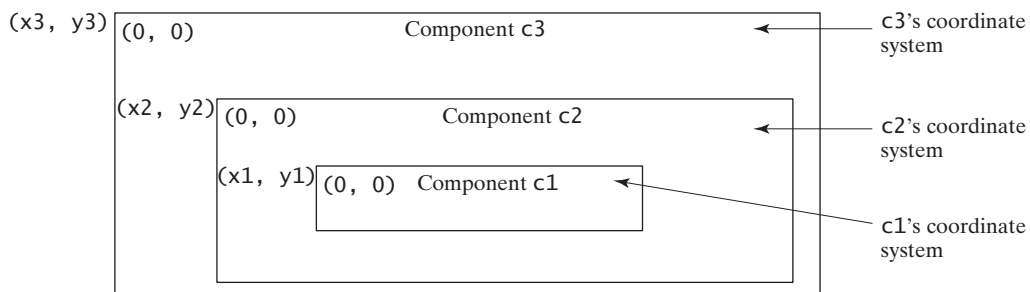 (x3, y3)
(0, 0)
Component c3
c3's coordinate
system
(x2, y2)
(0, 0)
Component c2
c2's coordinate
system
(x1, y1)
(0, 0)
Component c1
c1's coordinate
system